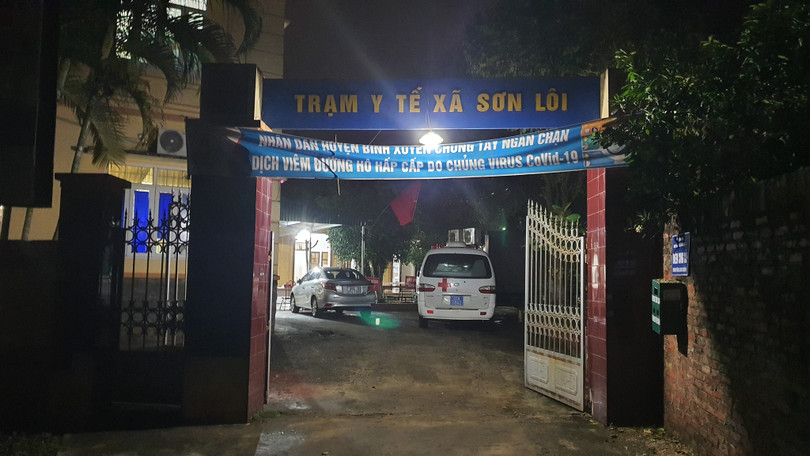 TRẠM Y TẾ XÃ SƠN LÔI
NHÂN DÂN HUYỆN BÌNH XUYÊN CHUNG TAY NGĂN CHẶN
DỊCH VIÊM ĐƯỜNG HÔ HẤP CẤP DO CHỦNG VIRUS CoVid-19